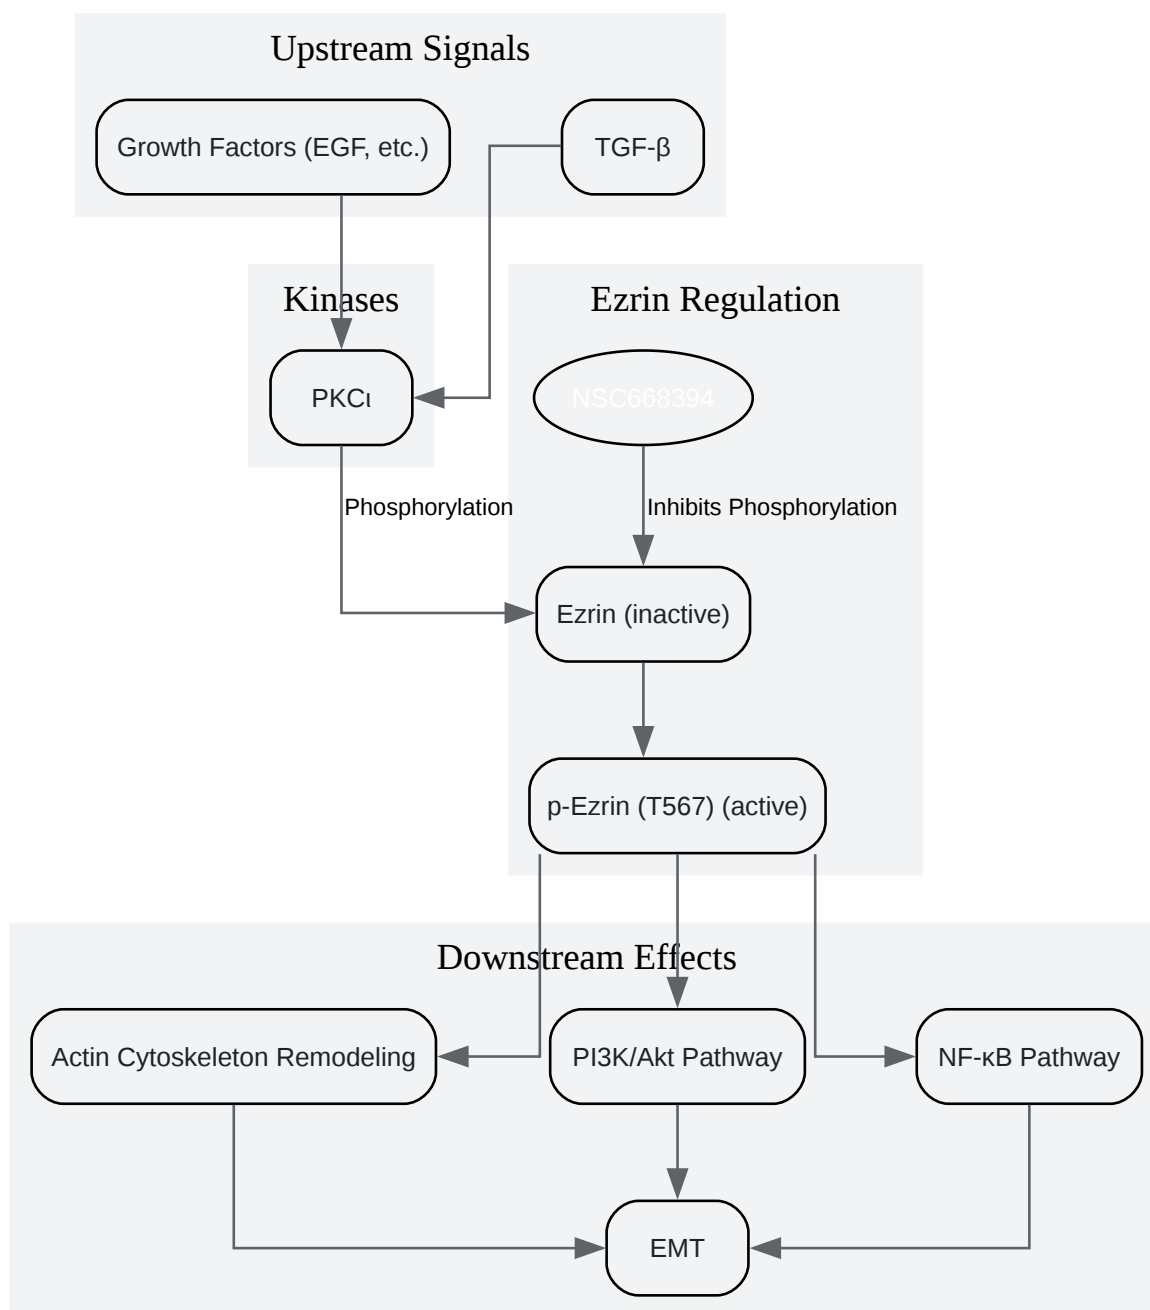 Upstream Signals
Growth Factors (EGF, etc.)
TGF-β
Kinases
Ezrin Regulation
PKCι
NSC668394
Phosphorylation
Inhibits Phosphorylation
Ezrin (inactive)
p-Ezrin (T567) (active)
Downstream Effects
Actin Cytoskeleton Remodeling
PI3K/Akt Pathway
NF-κB Pathway
EMT